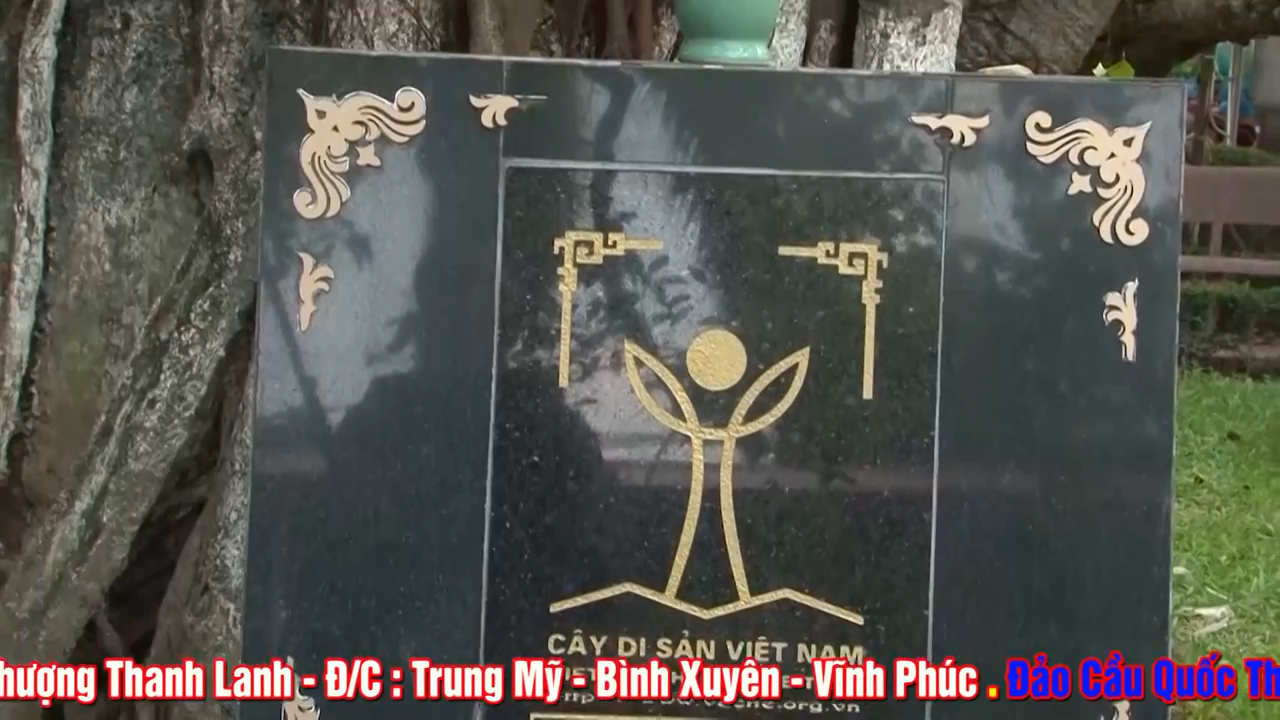 CÂY DI SẢN VIỆT NAM
hượng Thanh Lanh - Đ/C : Trung Mỹ - Bình Xuyên - Vĩnh Phúc . Đảo Cầu Quốc Th